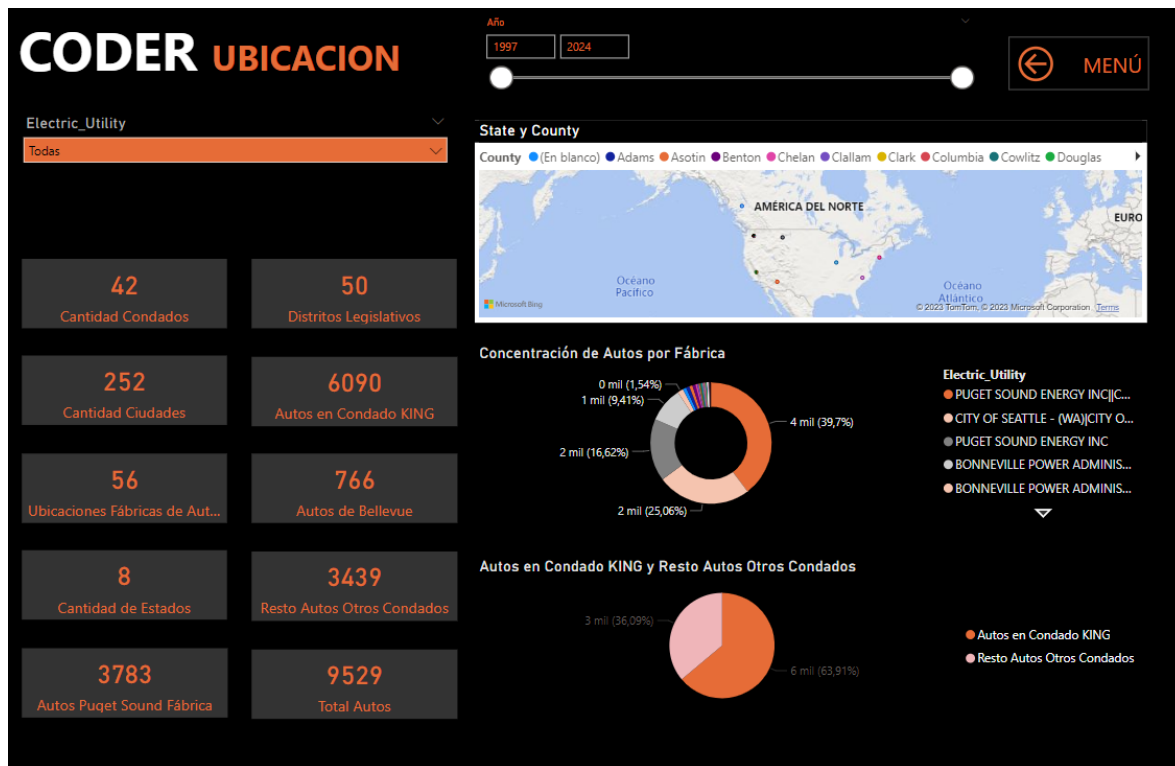 CODER UBICACION
Año
1997 2024
MENÚ
Electric_Utility
Todas
State y County
County (En blanco) Adams Asotin Benton Chelan Clallam Clark Columbia Cowlitz Douglas
AMÉRICA DEL NORTE
EURO
Océano
Pacífico
Océano
Atlántico
Microsoft Bing
© 2023 TomTom, © 2023 Microsoft Corporation Terms
42
Cantidad Condados
50
Distritos Legislativos
252
Cantidad Ciudades
6090
Autos en Condado KING
56
Ubicaciones Fábricas de Aut...
766
Autos de Bellevue
8
Cantidad de Estados
3439
Resto Autos Otros Condados
3783
Autos Puget Sound Fábrica
9529
Total Autos
Concentración de Autos por Fábrica
0 mil (1,54%)
1 mil (9,41%)
2 mil (16,62%)
2 mil (25,06%)
4 mil (39,7%)
Electric_Utility
PUGET SOUND ENERGY INC||C...
CITY OF SEATTLE - (WA)|CITY O...
PUGET SOUND ENERGY INC
BONNEVILLE POWER ADMINIS...
BONNEVILLE POWER ADMINIS...
Autos en Condado KING y Resto Autos Otros Condados
3 mil (36,09%)
6 mil (63,91%)
Autos en Condado KING
Resto Autos Otros Condados